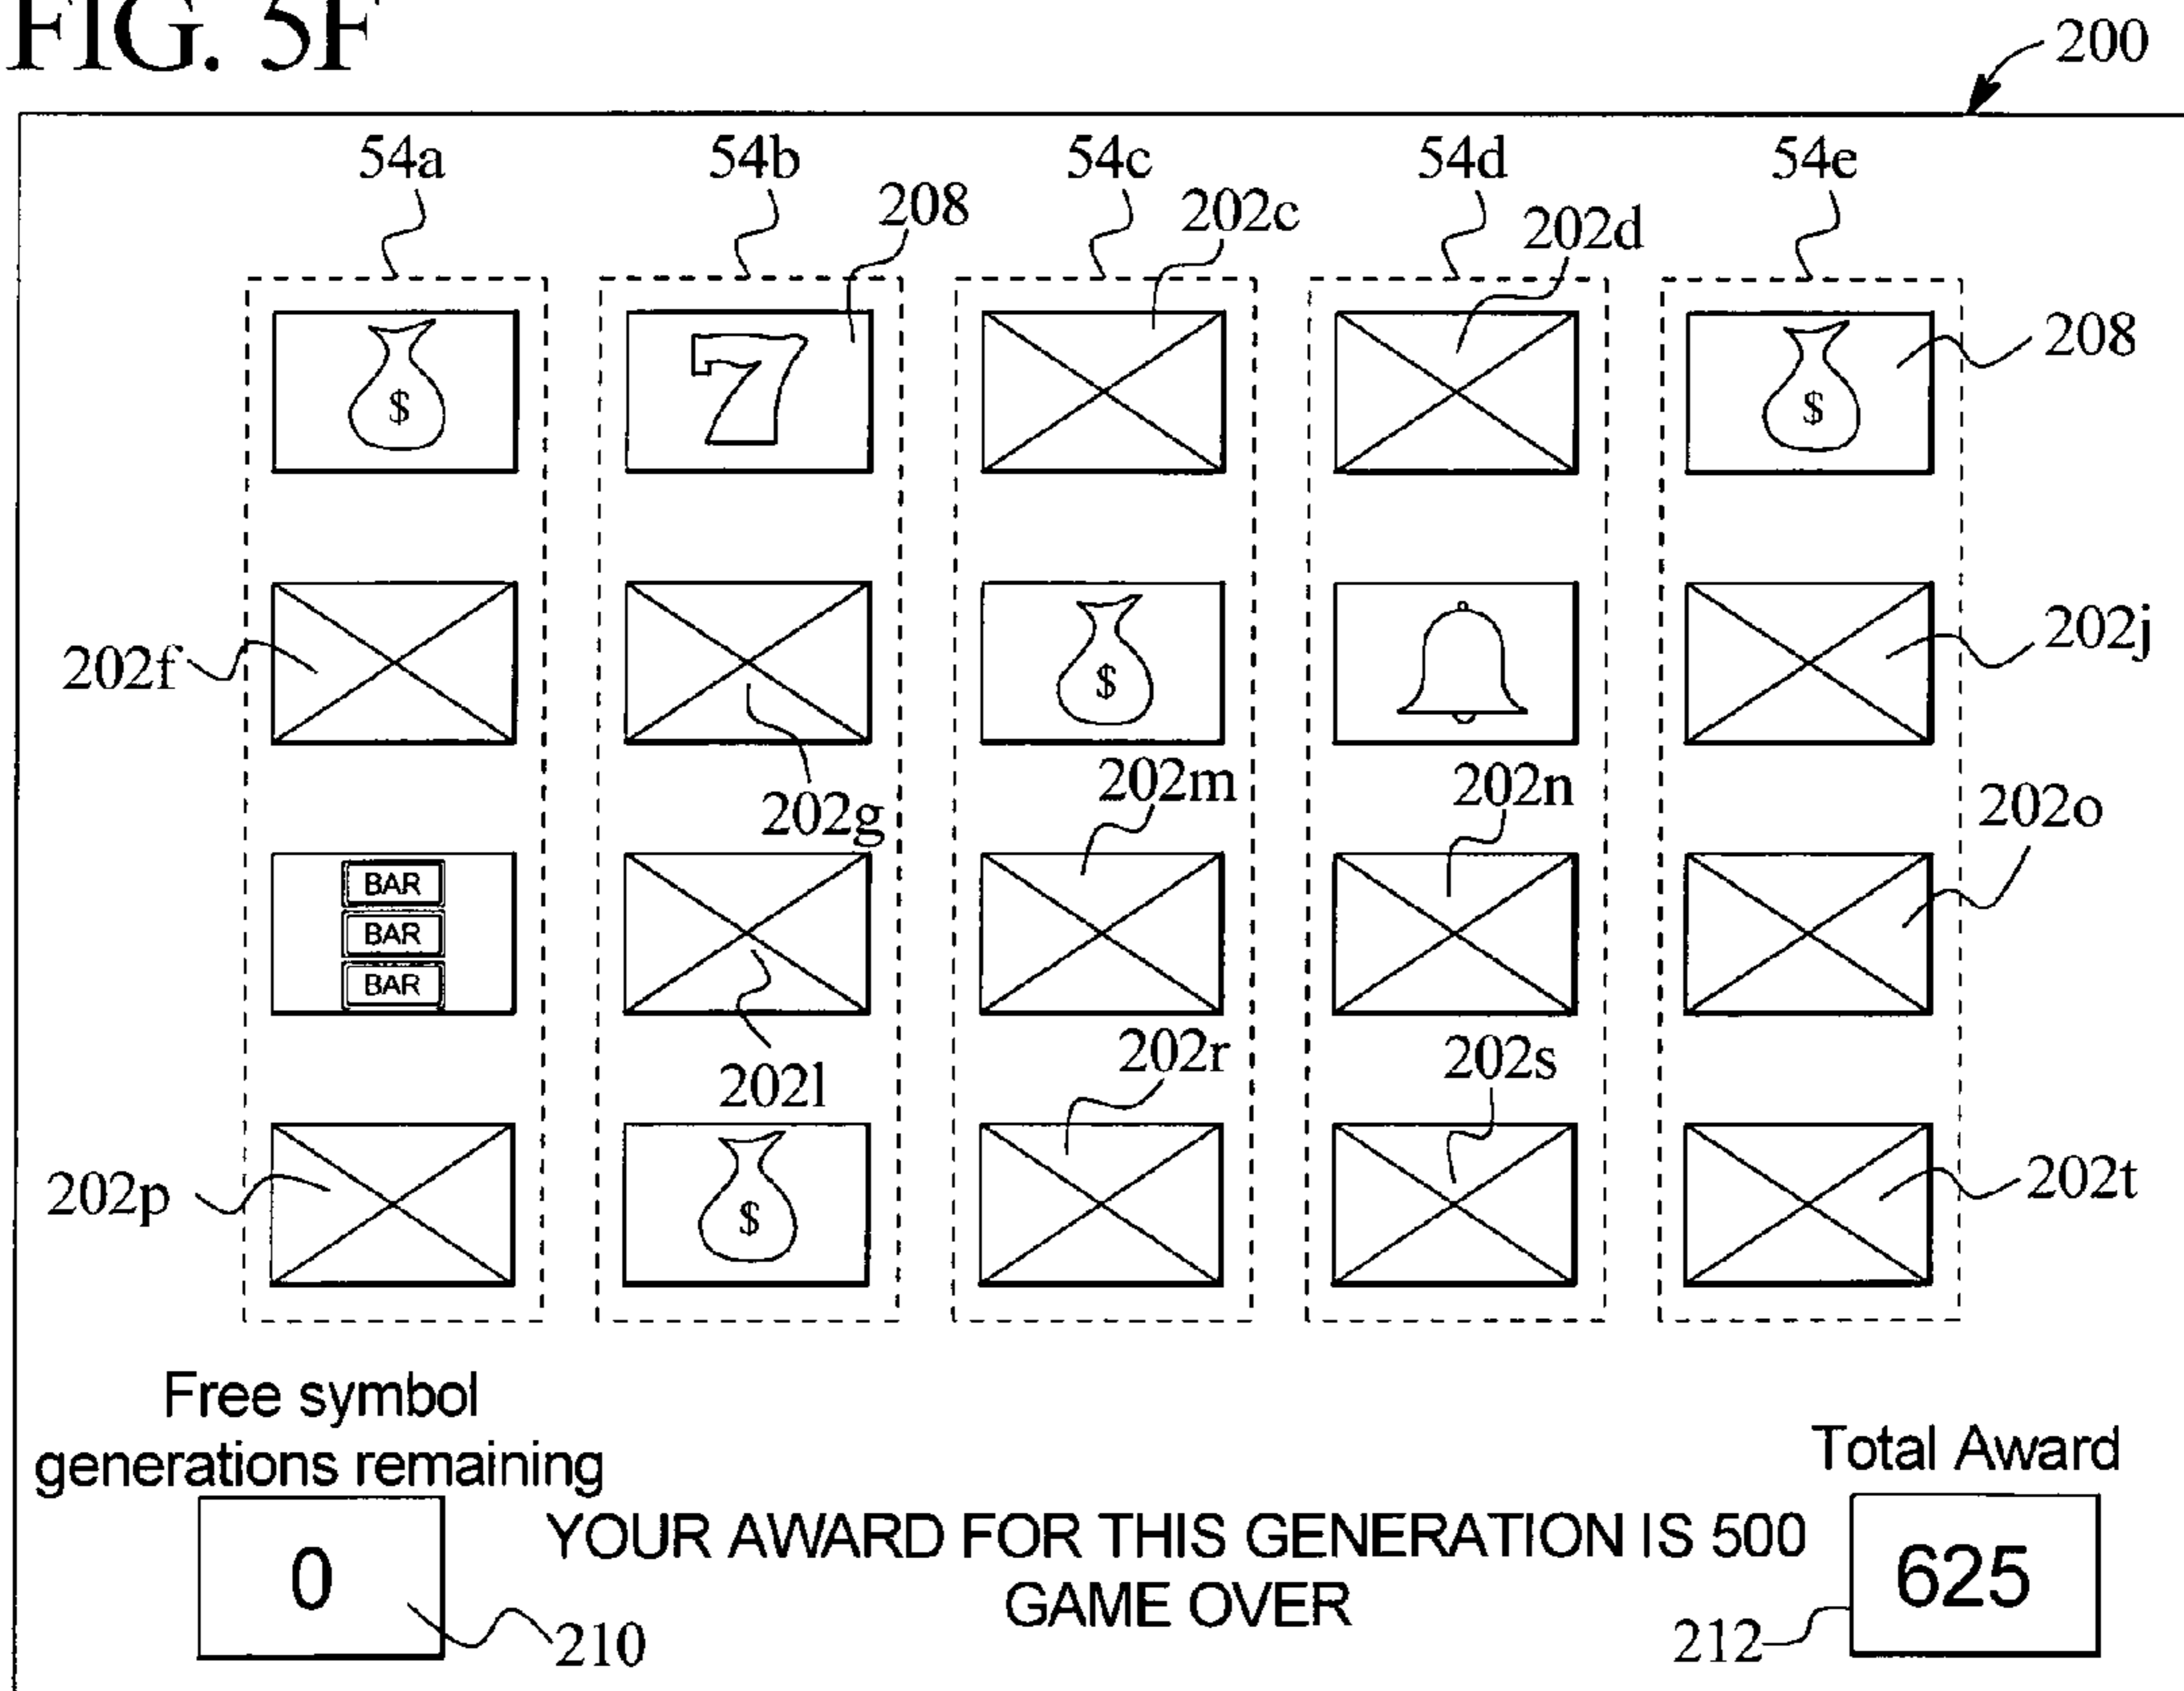 FIG. 5F
200
54a 54b 54c 54d 54e
208 202c 202d
$ 7 $ 208
202f $ 202j
202g 202m 202n 202o
BAR
BAR
BAR
202l 202r 202s
202p $ 202t
Free symbol
generations remaining
Total Award
0
YOUR AWARD FOR THIS GENERATION IS 500
GAME OVER
625
210
212